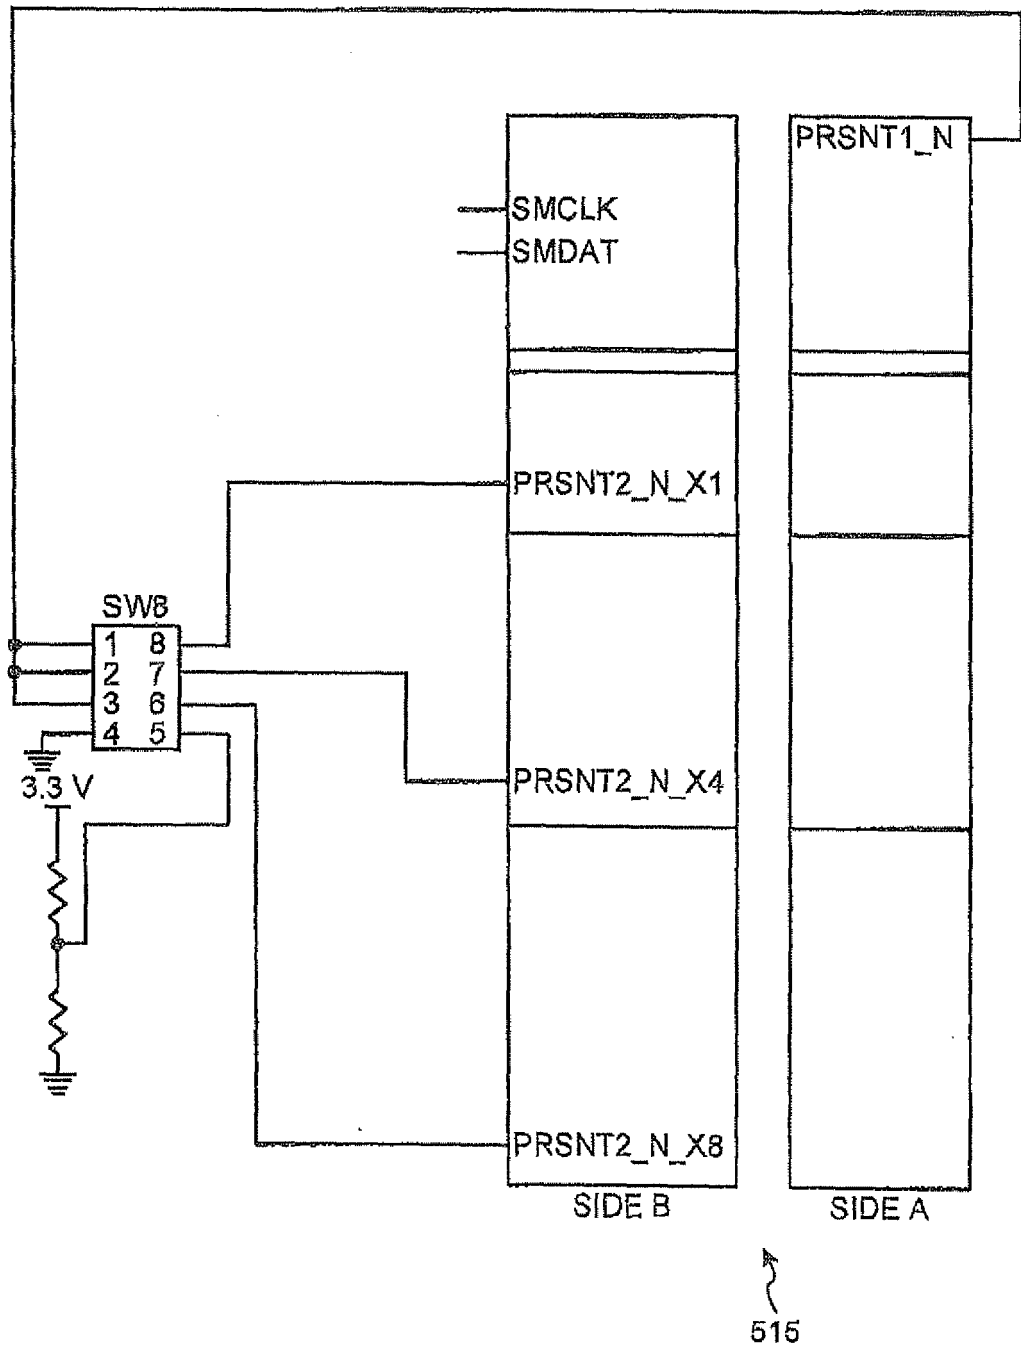 PRSNT1_N
SMCLK
SMDAT
PRSNT2_N_X1
SW8
1 8
2 7
3 6
4 5
3.3 V
PRSNT2_N_X4
PRSNT2_N_X8
SIDE B
SIDE A
515